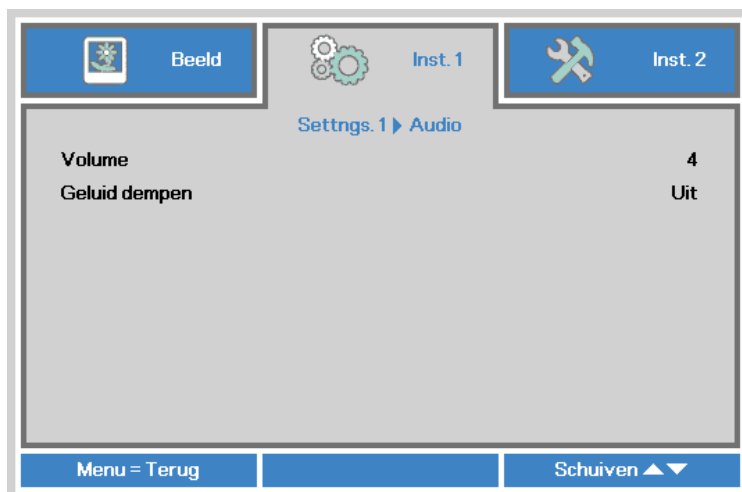 Beeld
Inst. 1
Inst. 2
Settngs. 1 ▶ Audio
Volume 4
Geluid dempen Uit
Menu = Terug
Schuiven ▲▼